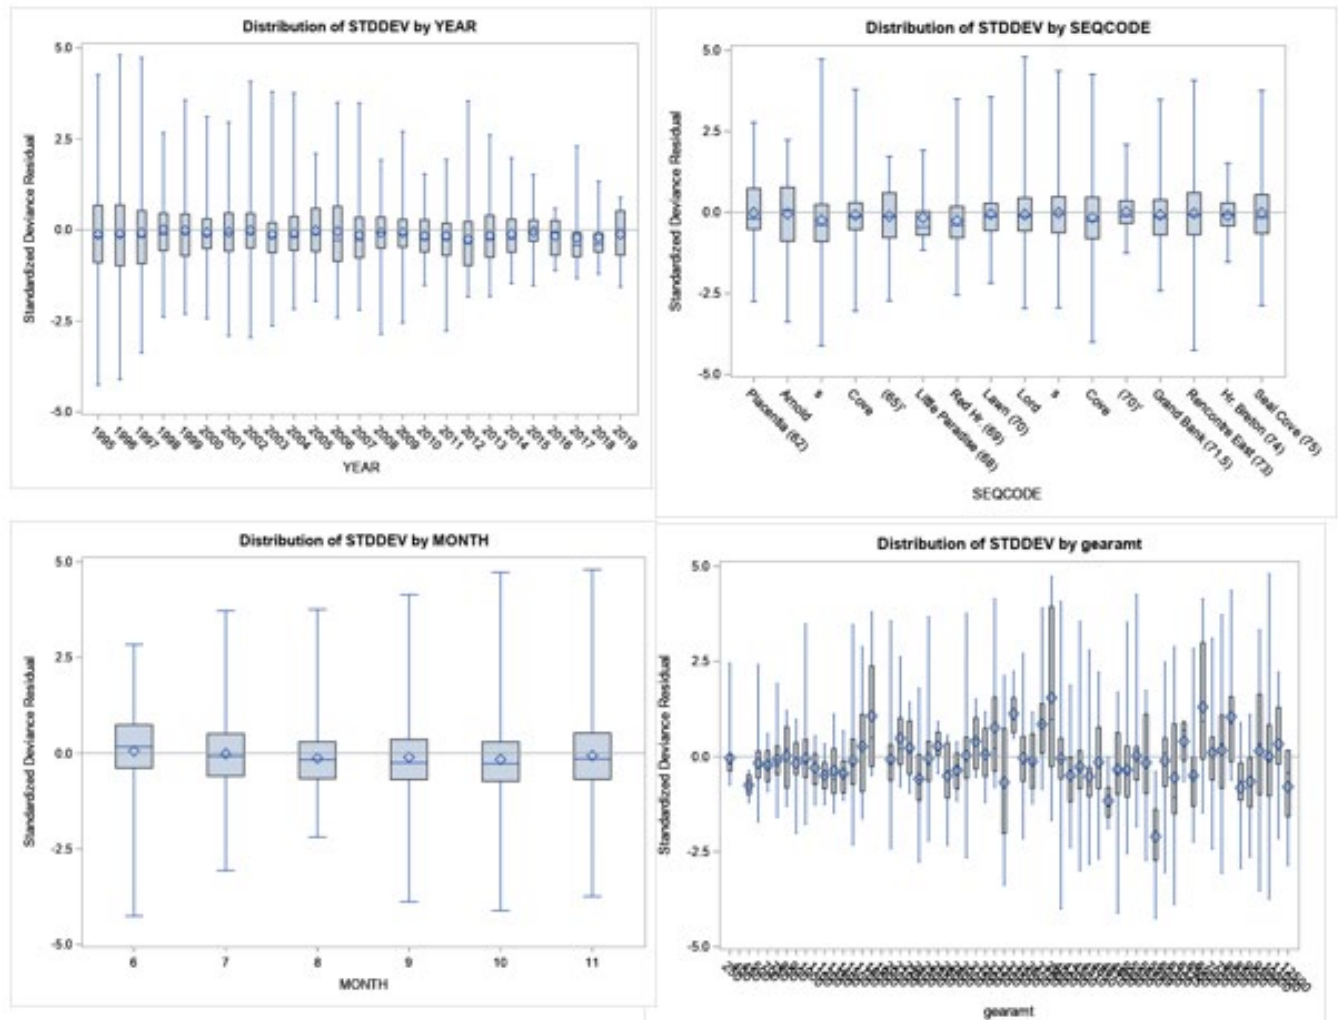 Distribution of STDDEV by YEAR
Standardized Deviance Residual
5.0
2.5
0.0
-2.5
-5.0
1995 1996 1997 1998 1999 2000 2001 2002 2003 2004 2005 2006 2007 2008 2009 2010 2011 2012 2013 2014 2015 2016 2017 2018 2019
YEAR
Distribution of STDDEV by SEQCODE
Standardized Deviance Residual
5.0
2.5
0.0
-2.5
-5.0
Placentia (62)
Arnold
s
Cove
(65)'
Little Paradise (68)
Red Hr. (69)
Lawn (70)
Lord
s
Cove
(70)'
Grand Bank (71.5)
Rencontre East (73)
Hr. Breton (74)
Seal Cove (75)
SEQCODE
Distribution of STDDEV by MONTH
Standardized Deviance Residual
5.0
2.5
0.0
-2.5
-5.0
6 7 8 9 10 11
MONTH
Distribution of STDDEV by gearamt
Standardized Deviance Residual
5.0
2.5
0.0
-2.5
-5.0
gearamt